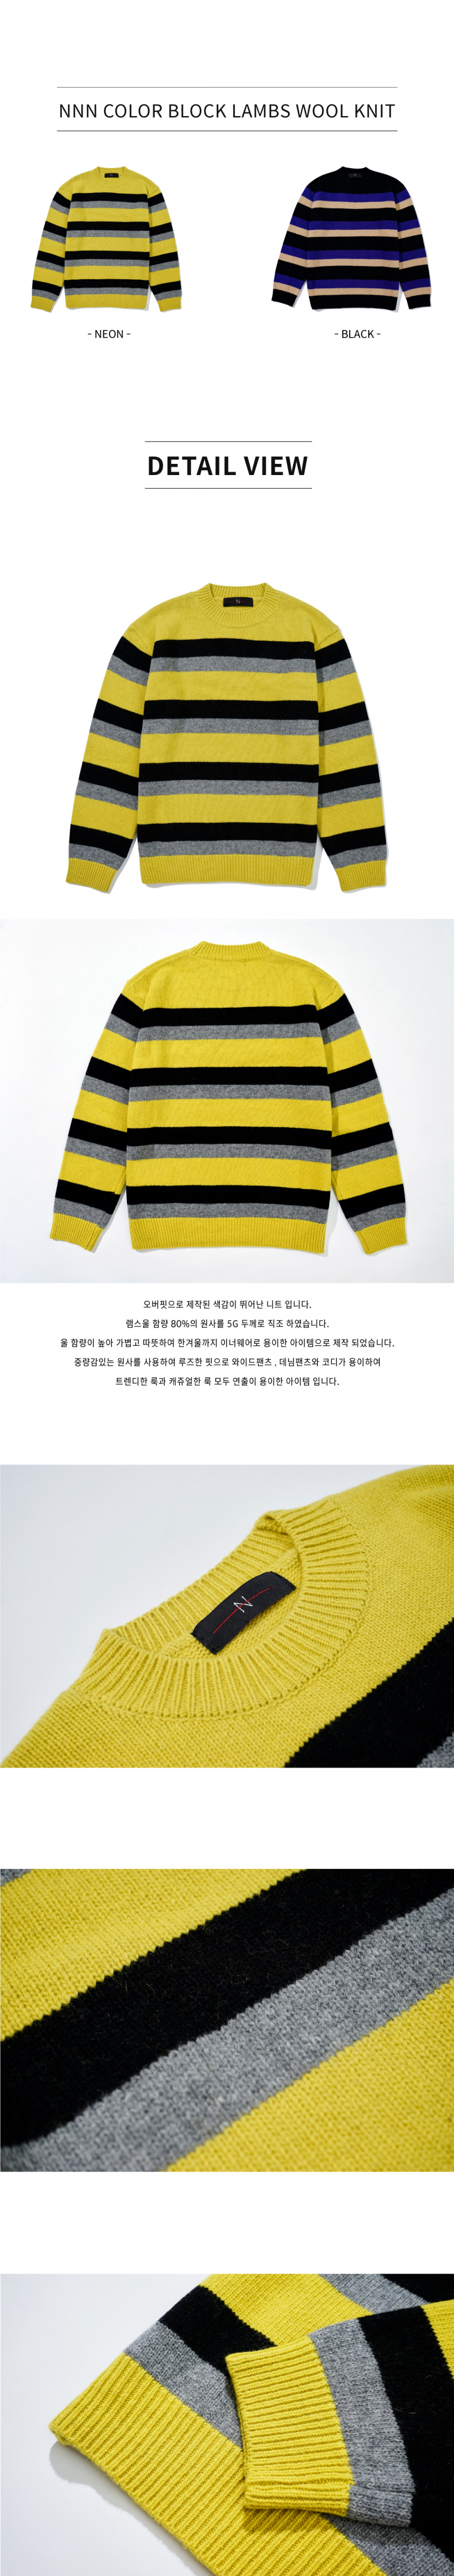 NNN COLOR BLOCK LAMBS WOOL KNIT
- NEON -
- BLACK -
DETAIL VIEW
N
오버핏으로 제작된 색감이 뛰어난 니트 입니다.
램스울 함량 80%의 원사를 5G 두께로 직조 하였습니다.
울 함량이 높아 가볍고 따뜻하여 한겨울까지 이너웨어로 용이한 아이템으로 제작 되었습니다.
중량감있는 원사를 사용하여 루즈한 핏으로 와이드팬츠 , 데님팬츠와 코디가 용이하여
트렌디한 룩과 캐쥬얼한 룩 모두 연출이 용이한 아이템 입니다.
N